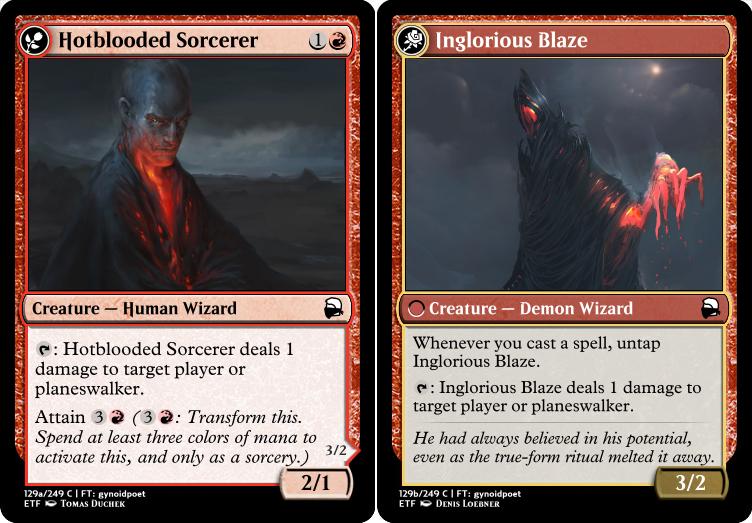 Hotblooded Sorcerer 1
Creature — Human Wizard
: Hotblooded Sorcerer deals 1
damage to target player or
planeswalker.
Attain 3 (3: Transform this.
Spend at least three colors of mana to
activate this, and only as a sorcery.)
3/2
2/1
129a/249 C | FT: gynoidpoet
ETF Tomas Duchek
Inglorious Blaze
Creature — Demon Wizard
Whenever you cast a spell, untap
Inglorious Blaze.
: Inglorious Blaze deals 1 damage to
target player or planeswalker.
He had always believed in his potential,
even as the true-form ritual melted it away.
3/2
129b/249 C | FT: gynoidpoet
ETF Denis Loebner